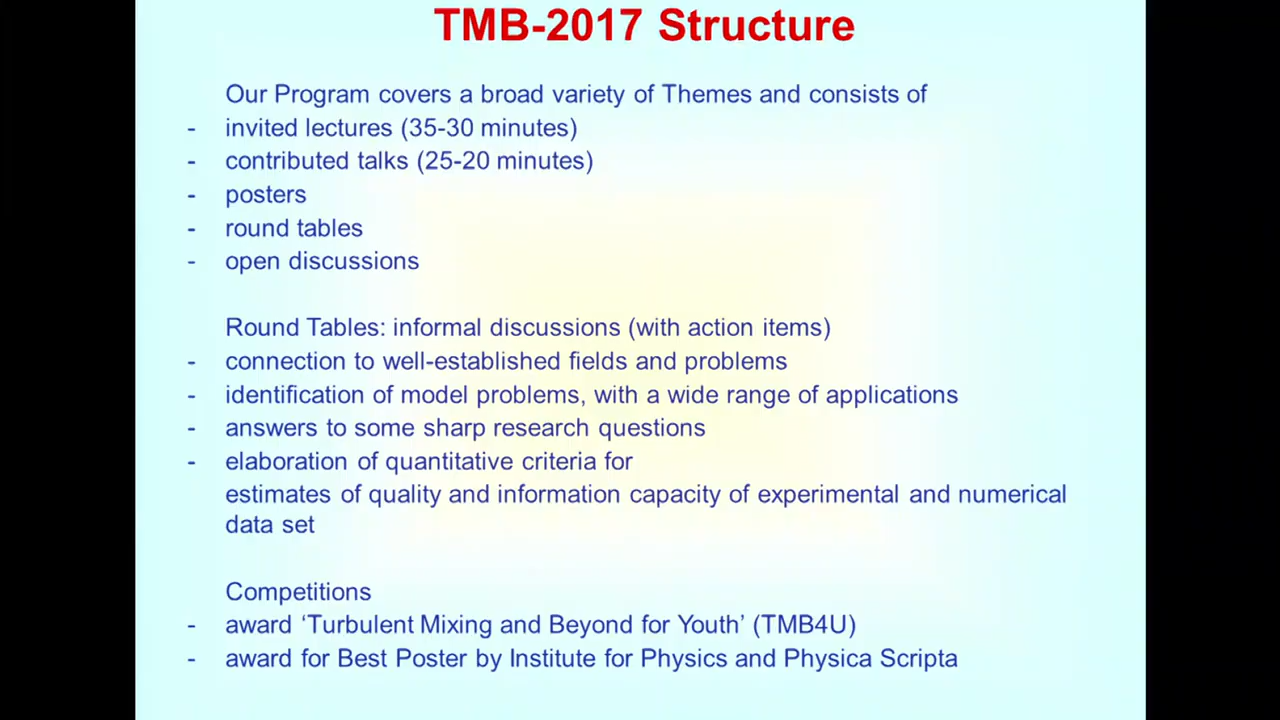 TMB-2017 Structure
Our Program covers a broad variety of Themes and consists of
- invited lectures (35-30 minutes)
- contributed talks (25-20 minutes)
- posters
- round tables
- open discussions
Round Tables: informal discussions (with action items)
- connection to well-established fields and problems
- identification of model problems, with a wide range of applications
- answers to some sharp research questions
- elaboration of quantitative criteria for
estimates of quality and information capacity of experimental and numerical
data set
Competitions
- award ‘Turbulent Mixing and Beyond for Youth’ (TMB4U)
- award for Best Poster by Institute for Physics and Physica Scripta